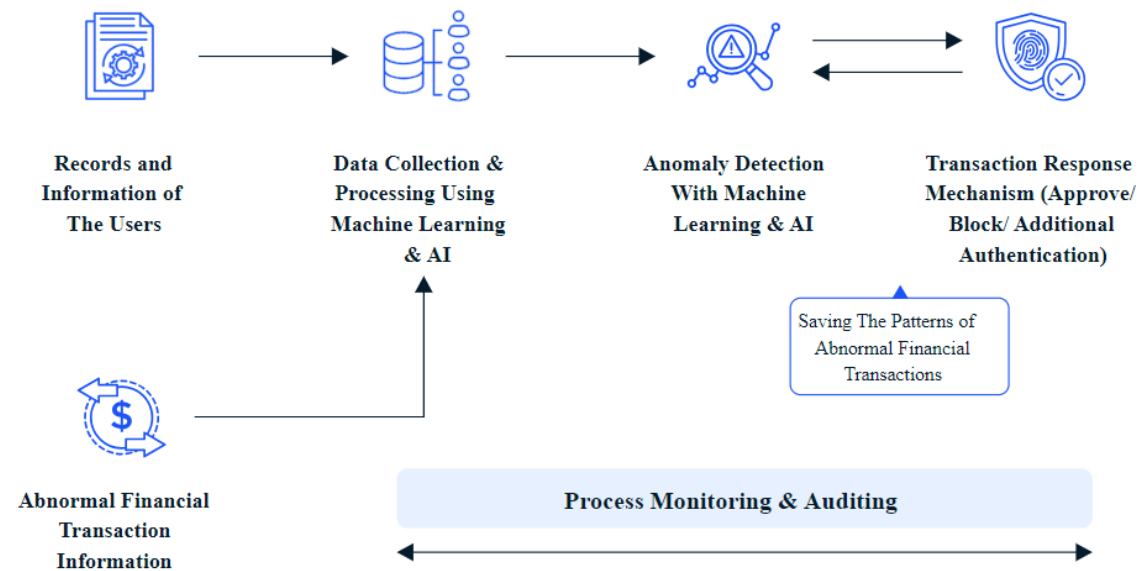 Records and
Information of
The Users
Data Collection &
Processing Using
Machine Learning
& AI
Anomaly Detection
With Machine
Learning & AI
Transaction Response
Mechanism (Approve/
Block/ Additional
Authentication)
Saving The Patterns of
Abnormal Financial
Transactions
$
Abnormal Financial
Transaction
Information
Process Monitoring & Auditing